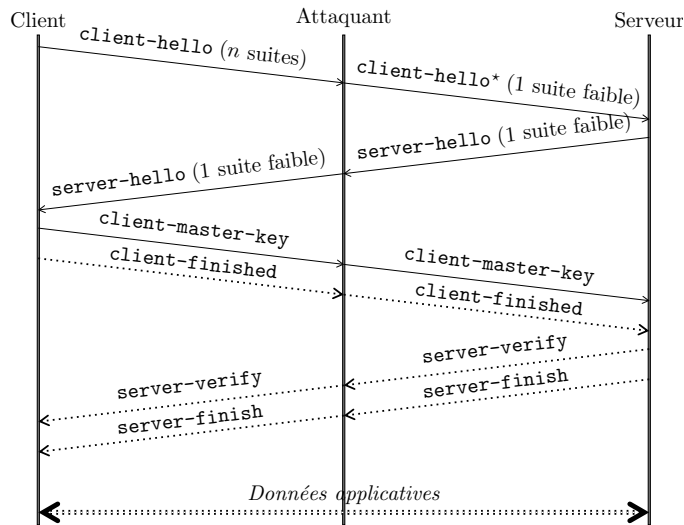 Client Attaquant Serveur
client-hello (n suites)
client-hello* (1 suite faible)
server-hello (1 suite faible)
server-hello (1 suite faible)
client-master-key
client-master-key
client-finished
client-finished
server-verify
server-verify
server-finish
server-finish
Données applicatives